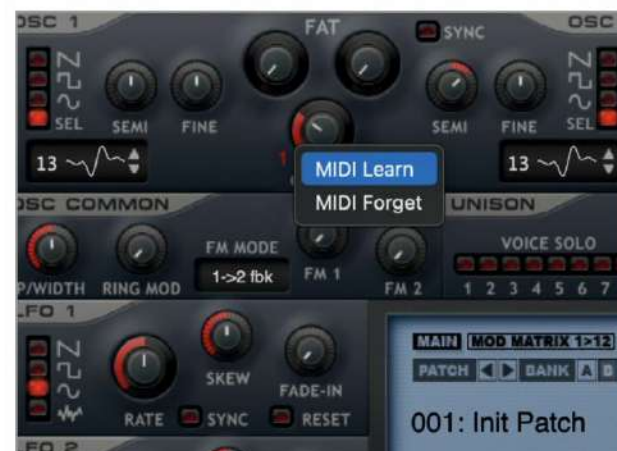 OSC 1
FAT
SYNC
OSC
SEL
SEMI
FINE
SEMI
FINE
SEL
13
1
13
MIDI Learn
MIDI Forget
OSC COMMON
UNISON
FM MODE
VOICE SOLO
P/WIDTH
RING MOD
1->2 fbk
FM 1
FM 2
1 2 3 4 5 6 7
LFO 1
SKEW
FADE-IN
RATE
SYNC
RESET
MAIN MOD MATRIX 1>12
PATCH BANK A B
001: Init Patch
LFO 2